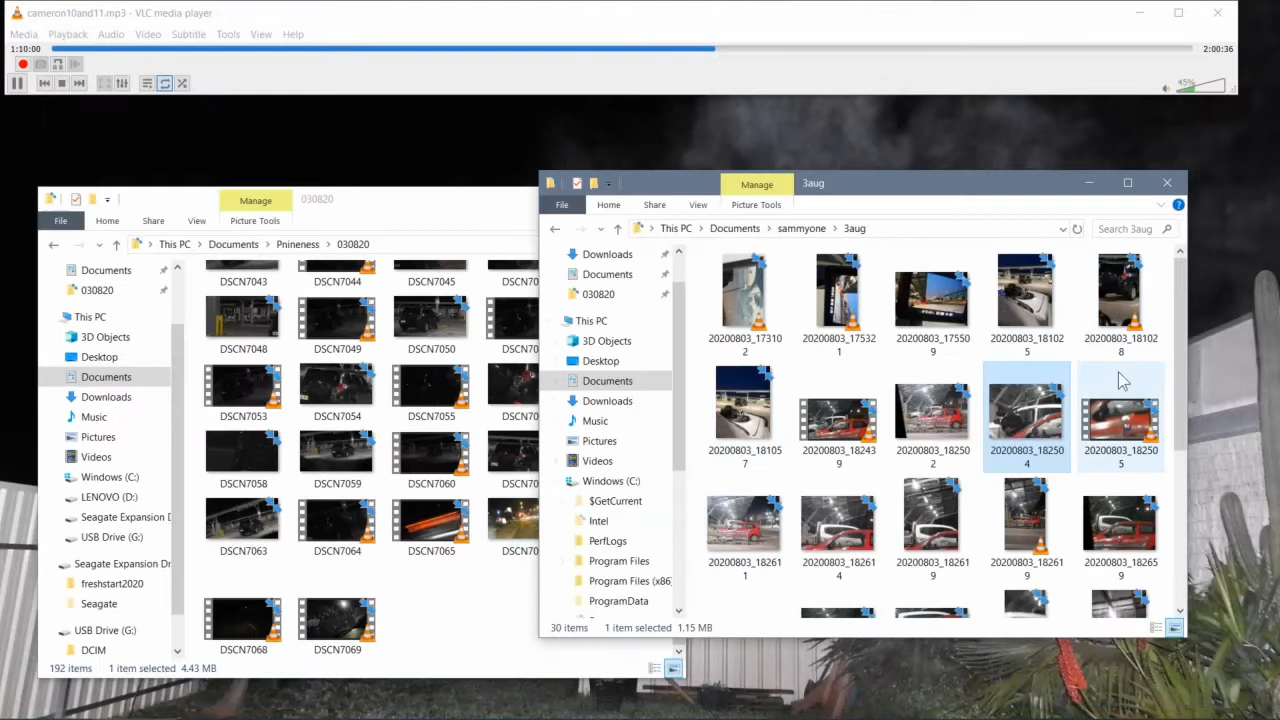 cameron10and11.mp3 - VLC media player
Media Playback Audio Video Subtitle Tools View Help
1:10:00 2:00:36
45%
Manage 030820
File Home Share View Picture Tools
This PC Documents Pnineness 030820
Documents
030820
This PC
3D Objects
Desktop
Documents
Downloads
Music
Pictures
Videos
Windows (C:)
LENOVO (D:)
Seagate Expansion D
USB Drive (G:)
Seagate Expansion Dr
freshstart2020
Seagate
USB Drive (G:)
DCIM
DSCN7043 DSCN7044 DSCN7045
DSCN7048 DSCN7049 DSCN7050 DSCN70
DSCN7053 DSCN7054 DSCN7055 DSCN70
DSCN7058 DSCN7059 DSCN7060 DSCN70
DSCN7063 DSCN7064 DSCN7065 DSCN70
DSCN7068 DSCN7069
192 items 1 item selected 4.43 MB
Manage 3aug
File Home Share View Picture Tools
This PC Documents sammyone 3aug Search 3aug
Downloads
Documents
030820
This PC
3D Objects
Desktop
Documents
Downloads
Music
Pictures
Videos
Windows (C:)
$GetCurrent
Intel
PerfLogs
Program Files
Program Files (x86)
ProgramData
20200803_17310 20200803_17532 20200803_17550 20200803_18102 20200803_18102
2 1 9 5 8
20200803_18105 20200803_18243 20200803_18250 20200803_18250 20200803_18250
7 9 2 4 5
20200803_18261 20200803_18261 20200803_18261 20200803_18261 20200803_18265
1 4 9 9 9
30 items 1 item selected 1.15 MB